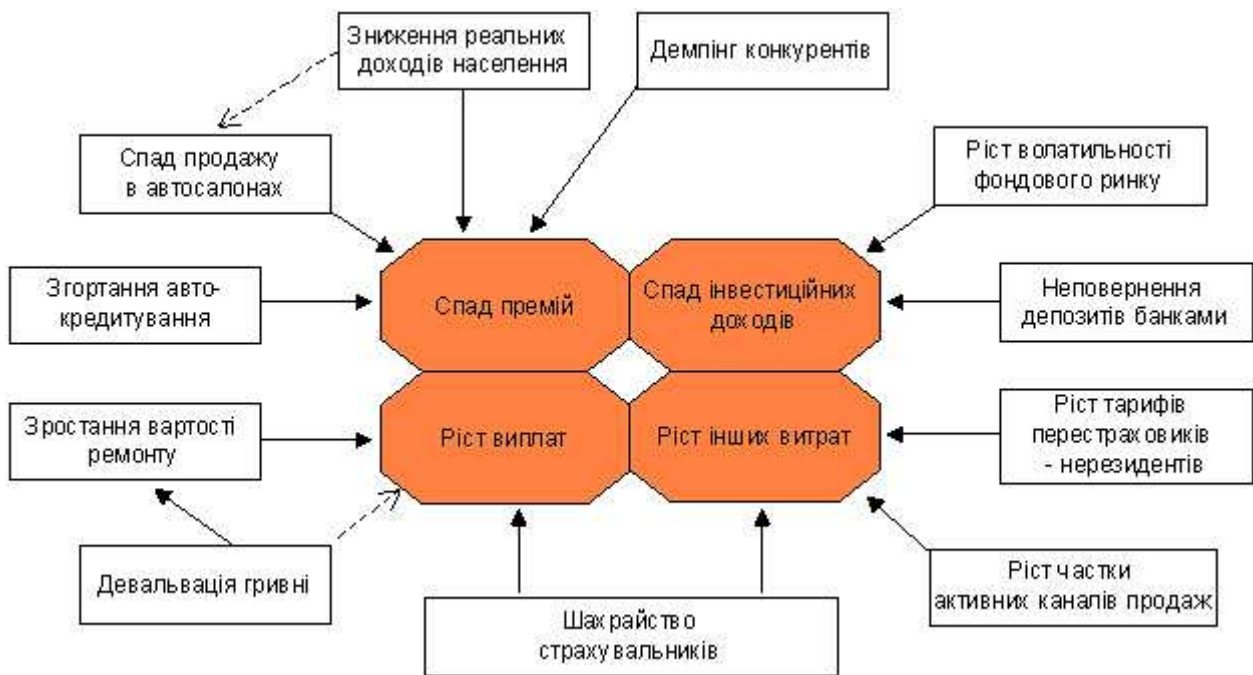 Зниження реальних
доходів населення
Демпінг конкурентів
Спад продажу
в автосалонах
Ріст волатильності
фондового ринку
Згортання авто-
кредитування
Спад премій
Спад інвестиційних
доходів
Неповернення
депозитів банками
Зростання вартості
ремонту
Ріст виплат
Ріст інших витрат
Ріст тарифів
перестраховиків
- нерезидентів
Девальвація гривні
Шахрайство
страхувальників
Ріст частки
активних каналів продаж